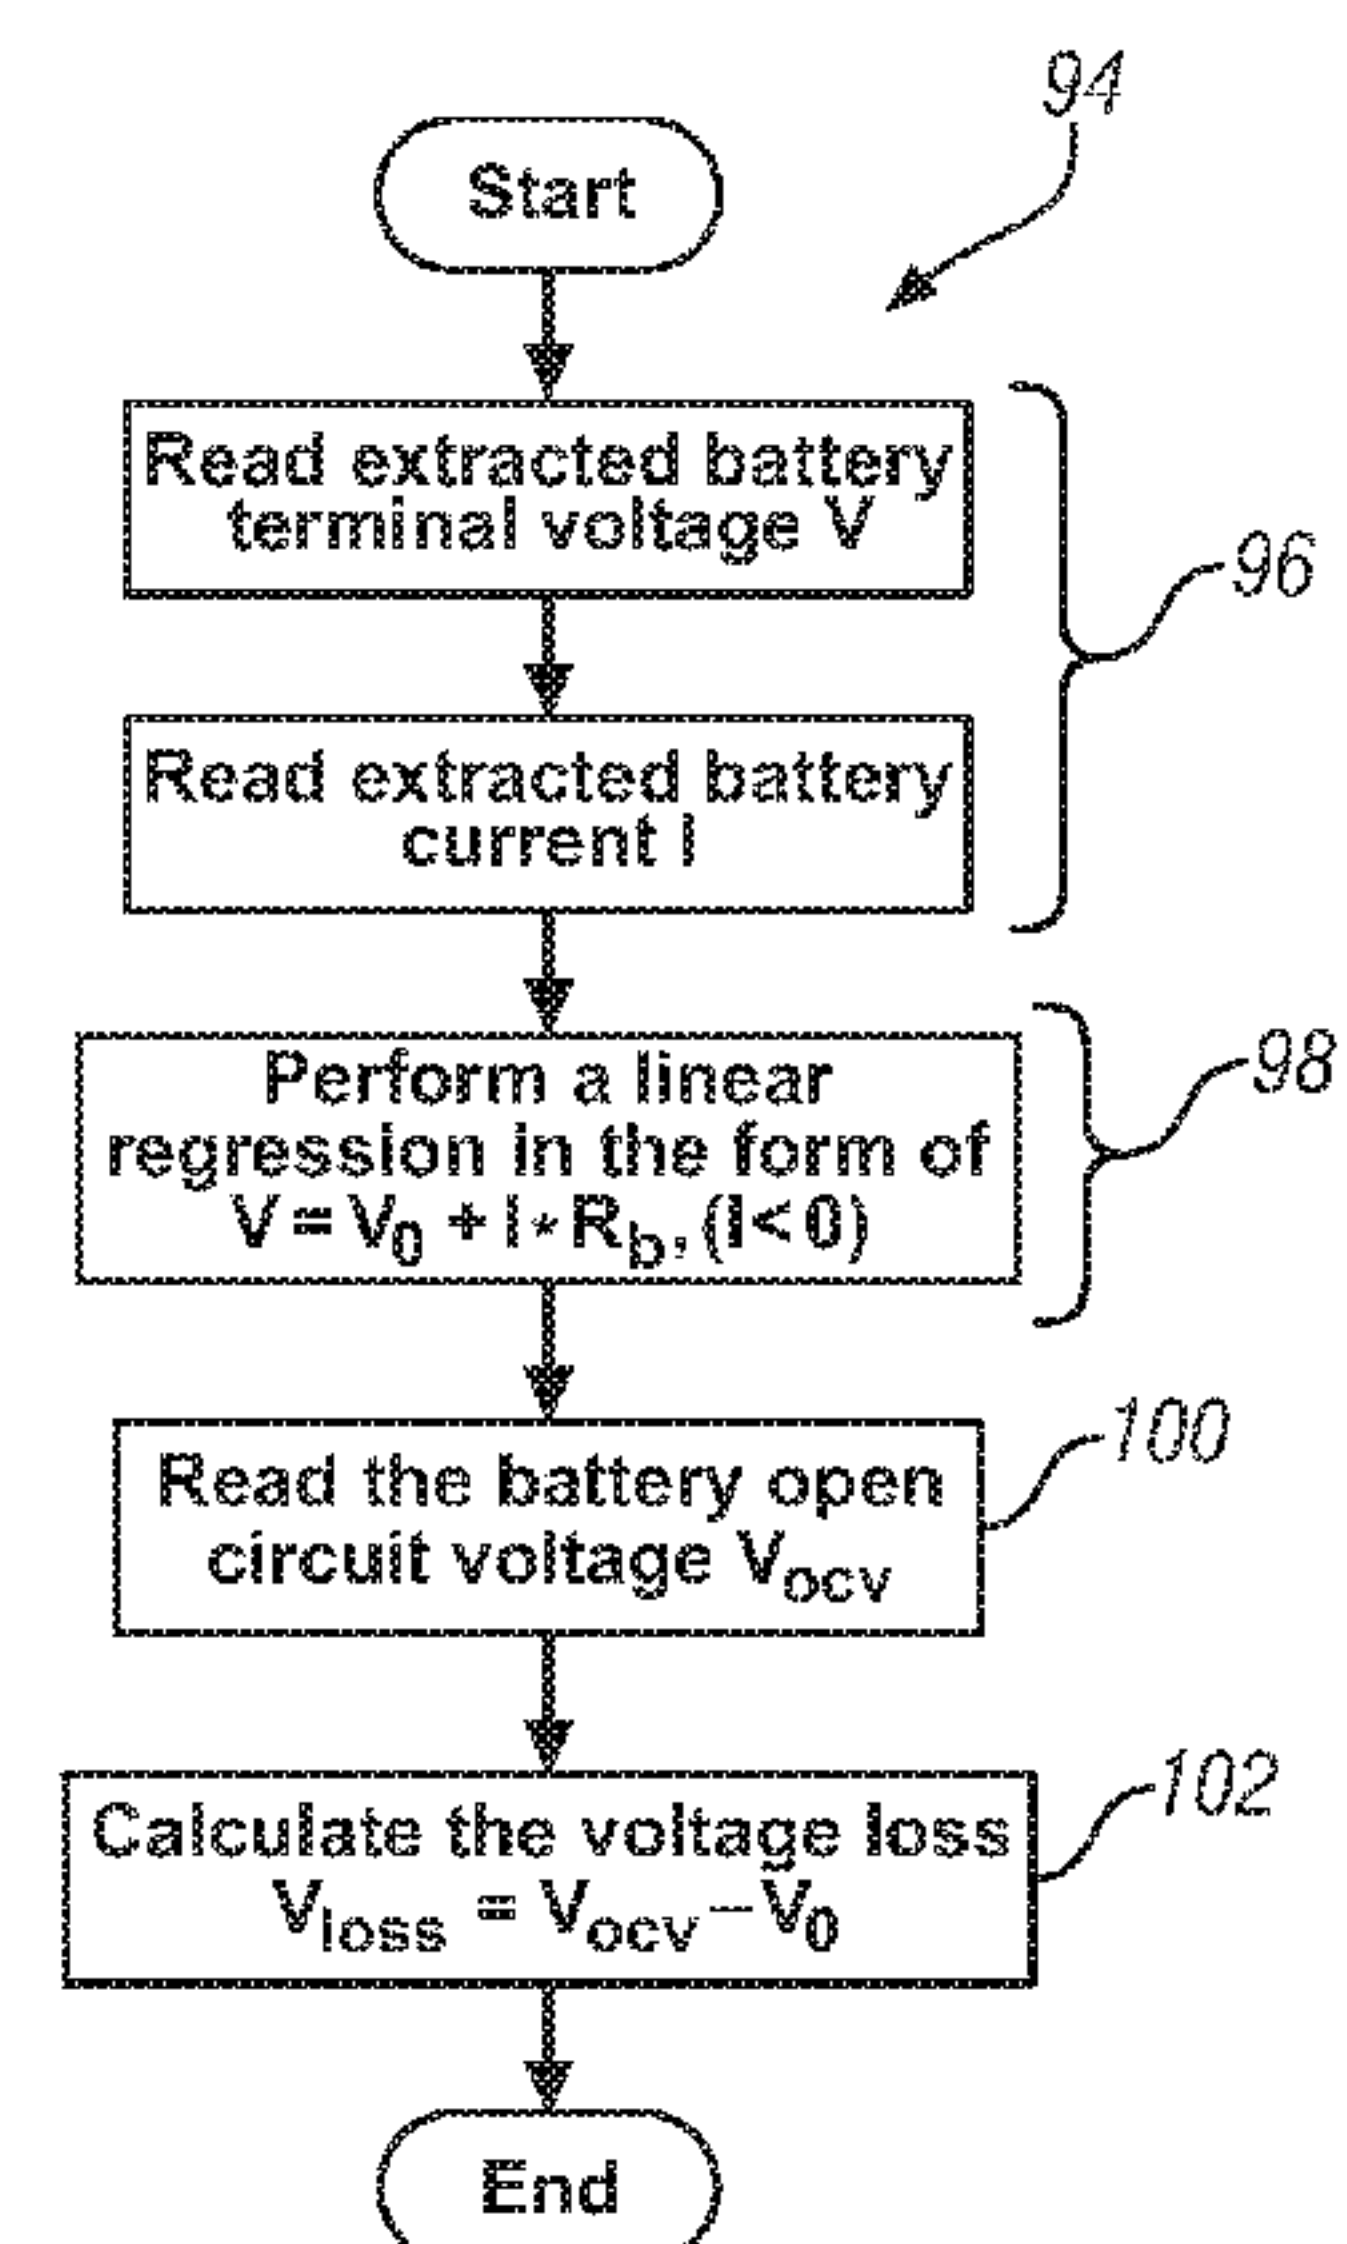 94
Start
Read extracted battery
terminal voltage V
96
Read extracted battery
current I
Perform a linear
regression in the form of
V = V0 + I * Rb, (I < 0)
98
Read the battery open
circuit voltage Vocv
100
Calculate the voltage loss
Vloss = Vocv – V0
102
End